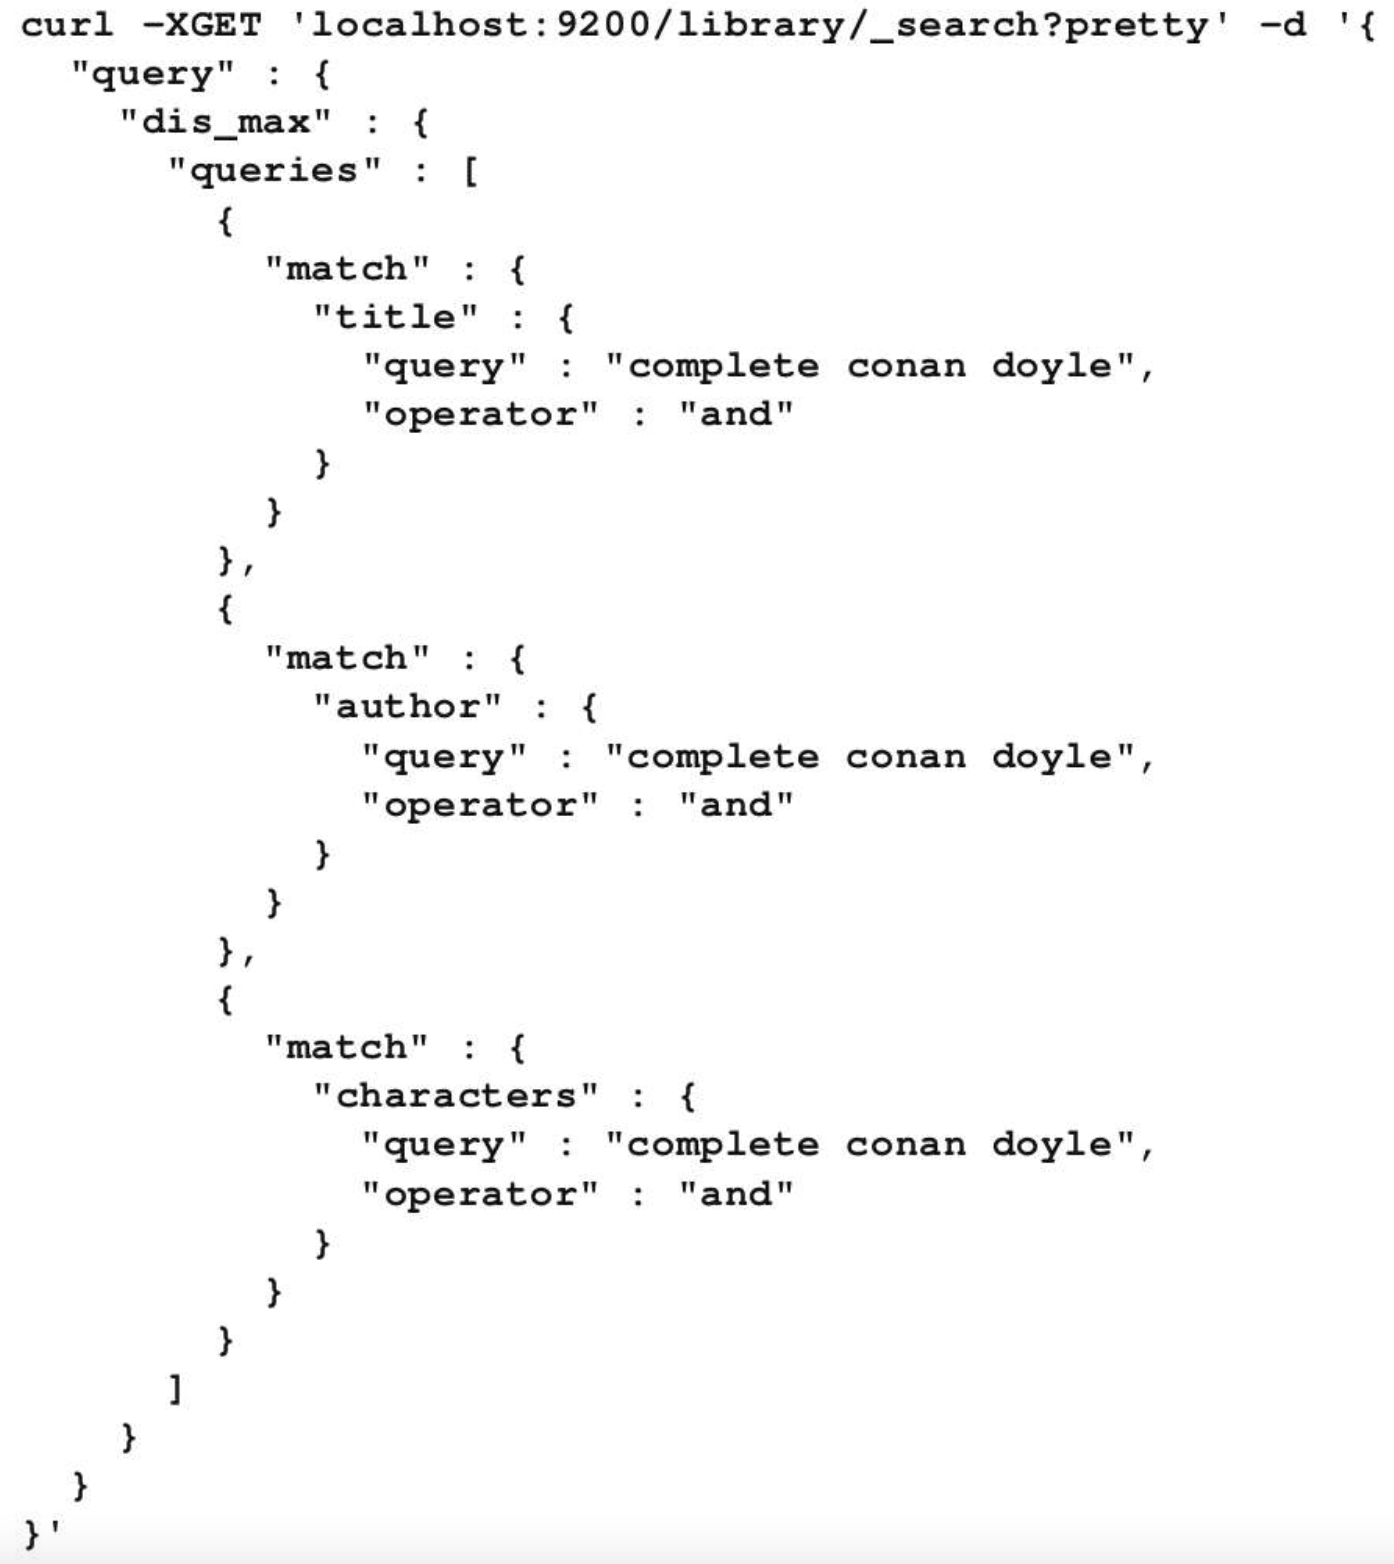 curl -XGET 'localhost:9200/library/_search?pretty' -d '{
"query" : {
"dis_max" : {
"queries" : [
{
"match" : {
"title" : {
"query" : "complete conan doyle",
"operator" : "and"
}
}
},
{
"match" : {
"author" : {
"query" : "complete conan doyle",
"operator" : "and"
}
}
},
{
"match" : {
"characters" : {
"query" : "complete conan doyle",
"operator" : "and"
}
}
}
]
}
}
}'